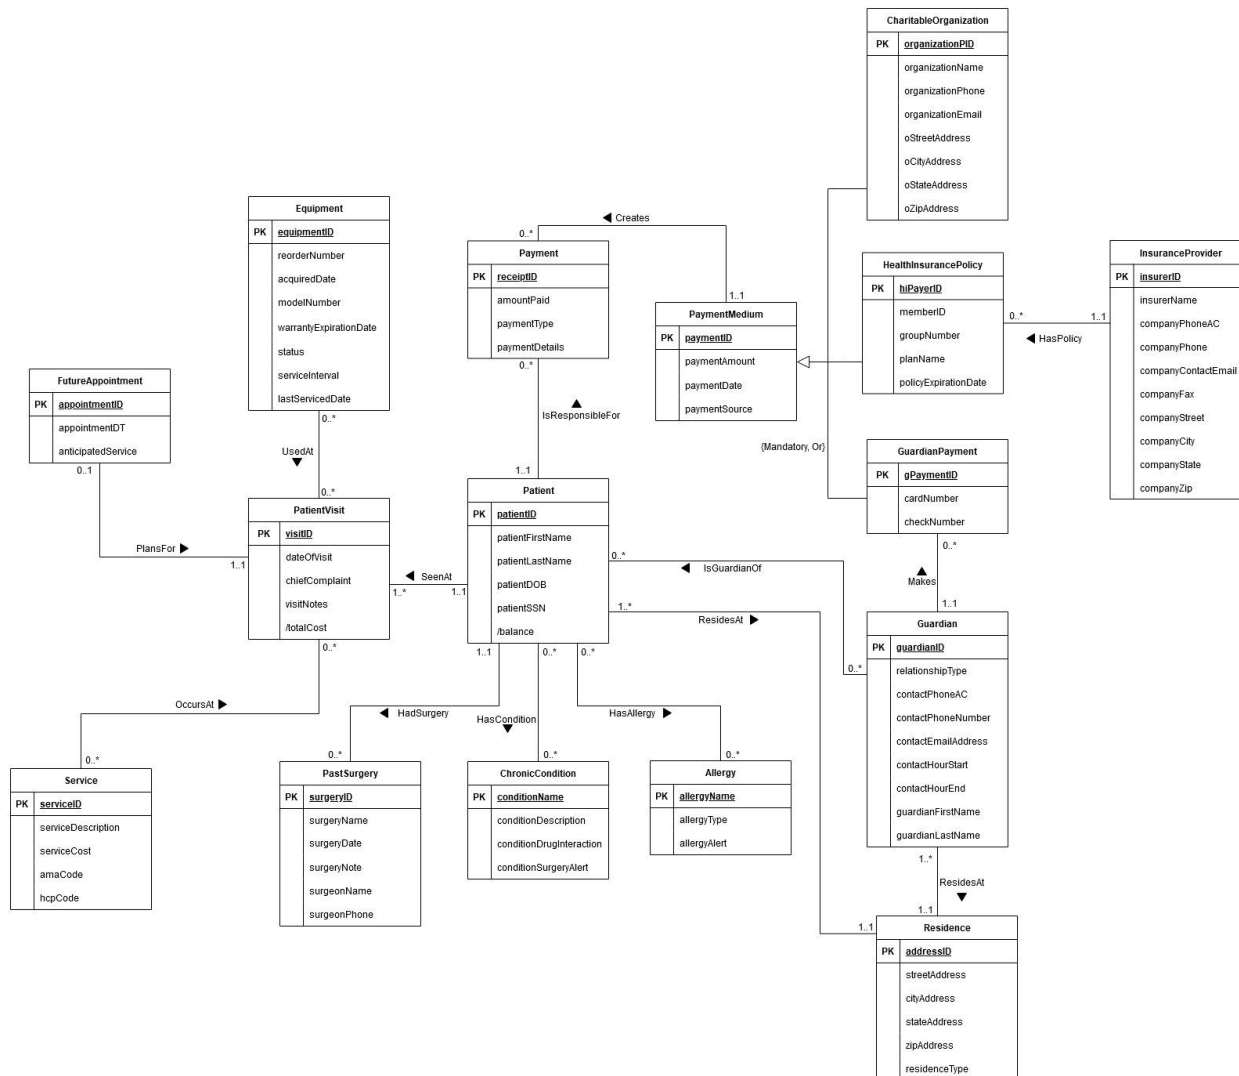 CharitableOrganization
PK organizationPID
organizationName
organizationPhone
organizationEmail
oStreetAddress
oCityAddress
oStateAddress
oZipAddress
Equipment
PK equipmentID
reorderNumber
acquiredDate
modelNumber
warrantyExpirationDate
status
serviceInterval
lastServicedDate
0..*
◀ Creates
0..*
1..1
Payment
PK receiptID
amountPaid
paymentType
paymentDetails
0..*
PaymentMedium
PK paymentID
paymentAmount
paymentDate
paymentSource
HealthInsurancePolicy
PK hiPayerID
memberID
groupNumber
planName
policyExpirationDate
0..*
1..1
◀ HasPolicy
InsuranceProvider
PK insurerID
insurerName
companyPhoneAC
companyPhone
companyContactEmail
companyFax
companyStreet
companyCity
companyState
companyZip
FutureAppointment
PK appointmentID
appointmentDT
anticipatedService
0..1
▲
IsResponsibleFor
{Mandatory, Or}
GuardianPayment
PK gPaymentID
cardNumber
checkNumber
0..*
UsedAt
▼
0..*
1..1
PatientVisit
PK visitID
dateOfVisit
chiefComplaint
visitNotes
/totalCost
0..*
PlansFor ▶
1..1
◀ SeenAt
1..*
1..1
Patient
PK patientID
patientFirstName
patientLastName
patientDOB
patientSSN
/balance
1..1
0..*
0..*
0..*
◀ IsGuardianOf
1..*
ResidesAt ▶
▲
Makes
1..1
Guardian
PK guardianID
relationshipType
contactPhoneAC
contactPhoneNumber
contactEmailAddress
contactHourStart
contactHourEnd
guardianFirstName
guardianLastName
0..*
1..*
OccursAt ▶
◀ HadSurgery
HasCondition
▼
HasAllergy ▶
0..*
0..*
0..*
0..*
Service
PK serviceID
serviceDescription
serviceCost
amaCode
hcpCode
PastSurgery
PK surgeryID
surgeryName
surgeryDate
surgeryNote
surgeonName
surgeonPhone
ChronicCondition
PK conditionName
conditionDescription
conditionDrugInteraction
conditionSurgeryAlert
Allergy
PK allergyName
allergyType
allergyAlert
ResidesAt
▼
1..1
1..1
Residence
PK addressID
streetAddress
cityAddress
stateAddress
zipAddress
residenceType